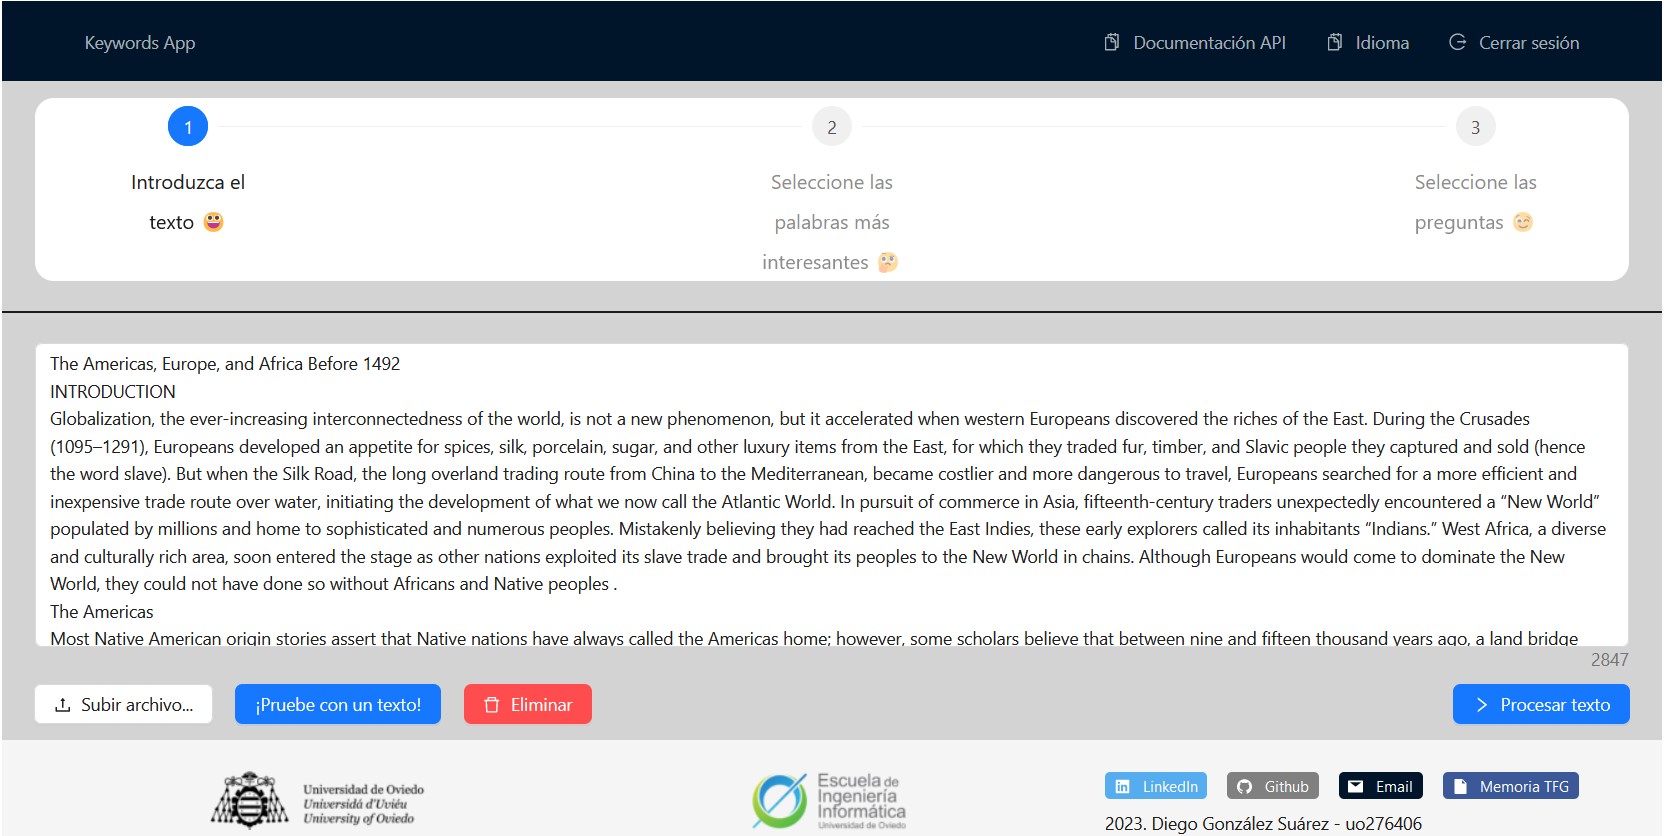 Keywords App
Documentación API
Idioma
Cerrar sesión
1
2
3
Introduzca el
texto 😀
Seleccione las
palabras más
interesantes 🤔
Seleccione las
preguntas 😉
The Americas, Europe, and Africa Before 1492
INTRODUCTION
Globalization, the ever-increasing interconnectedness of the world, is not a new phenomenon, but it accelerated when western Europeans discovered the riches of the East. During the Crusades
(1095–1291), Europeans developed an appetite for spices, silk, porcelain, sugar, and other luxury items from the East, for which they traded fur, timber, and Slavic people they captured and sold (hence
the word slave). But when the Silk Road, the long overland trading route from China to the Mediterranean, became costlier and more dangerous to travel, Europeans searched for a more efficient and
inexpensive trade route over water, initiating the development of what we now call the Atlantic World. In pursuit of commerce in Asia, fifteenth-century traders unexpectedly encountered a “New World”
populated by millions and home to sophisticated and numerous peoples. Mistakenly believing they had reached the East Indies, these early explorers called its inhabitants “Indians.” West Africa, a diverse
and culturally rich area, soon entered the stage as other nations exploited its slave trade and brought its peoples to the New World in chains. Although Europeans would come to dominate the New
World, they could not have done so without Africans and Native peoples .
The Americas
Most Native American origin stories assert that Native nations have always called the Americas home; however, some scholars believe that between nine and fifteen thousand years ago, a land bridge
2847
Subir archivo...
¡Pruebe con un texto!
Eliminar
Procesar texto
Universidad de Oviedo
Universidá d'Uviéu
University of Oviedo
Escuela de
Ingeniería
Informática
Universidad de Oviedo
LinkedIn
Github
Email
Memoria TFG
2023. Diego González Suárez - uo276406